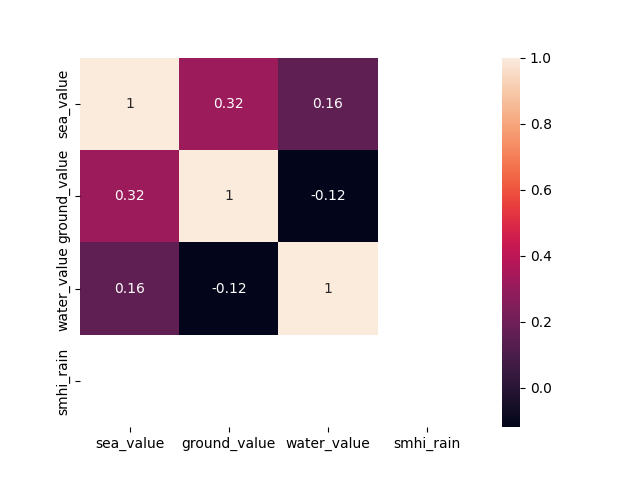 sea_value
ground_value
water_value
smhi_rain
1 0.32 0.16
0.32 1 -0.12
0.16 -0.12 1
sea_value ground_value water_value smhi_rain
1.0
0.8
0.6
0.4
0.2
0.0